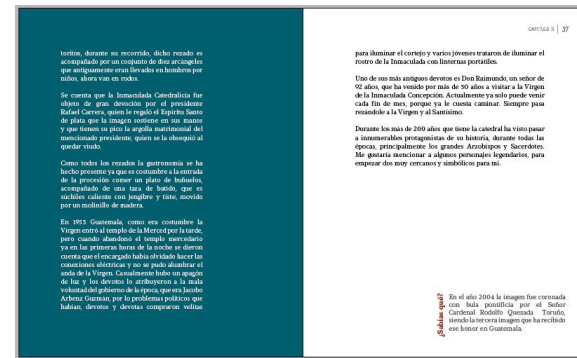 toritos, durante su recorrido, dicho rezado es
acompañado por un conjunto de diez arcángeles
que antiguamente eran llevados en hombros por
niños, ahora van en rodos.
Se cuenta que la Inmaculada Catedralicia fue
objeto de gran devoción por el presidente
Rafael Carrera, quien le regaló el Espíritu Santo
de plata que la imagen sostiene en sus manos
y que tienen su pico la argolla matrimonial del
mencionado presidente, quien se la obsequió al
quedar viudo.
Como todos los rezados la gastronomía se ha
hecho presente ya que es costumbre a la entrada
de la procesión comer un plato de buñuelos,
acompañado de una taza de batido, que es
súchiles caliente con jengibre y tiste, movido
por un molinillo de madera.
En 1953 Guatemala, como era costumbre la
Virgen entró al templo de la Merced por la tarde,
pero cuando abandonó el templo mercedario
ya en las primeras horas de la noche se dieron
cuenta que el encargado había olvidado hacer las
conexiones eléctricas y no se pudo alumbrar el
anda de la Virgen. Casualmente hubo un apagón
de luz y los devotos lo atribuyeron a la mala
voluntad del gobierno de la época, que era Jacobo
Arbenz Guzmán, por lo problemas políticos que
habían, devotos y devotas compraron velitas
CAPÍTULO II | 37
para iluminar el cortejo y varios jóvenes trataron de iluminar el
rostro de la Inmaculada con linternas portátiles.
Uno de sus más antiguos devotos es Don Raimundo, un señor de
92 años, que ha venido por más de 50 años a visitar a la Virgen
de la Inmaculada Concepción. Actualmente ya solo puede venir
cada fin de mes, porque ya le cuesta caminar. Siempre pasa
rezándole a la Virgen y al Santísimo.
Durante los más de 200 años que tiene la catedral ha visto pasar
a innumerables protagonistas de su historia, durante todas las
épocas, principalmente los grandes Arzobispos y Sacerdotes.
Me gustaría mencionar a algunos personajes legendarios, para
empezar dos muy cercanos y simbólicos para mi.
¿Sabías qué?
En el año 2004 la imagen fue coronada
con bula pontificia por el Señor
Cardenal Rodolfo Quezada Toruño,
siendo la tercera imagen que ha recibido
ese honor en Guatemala.